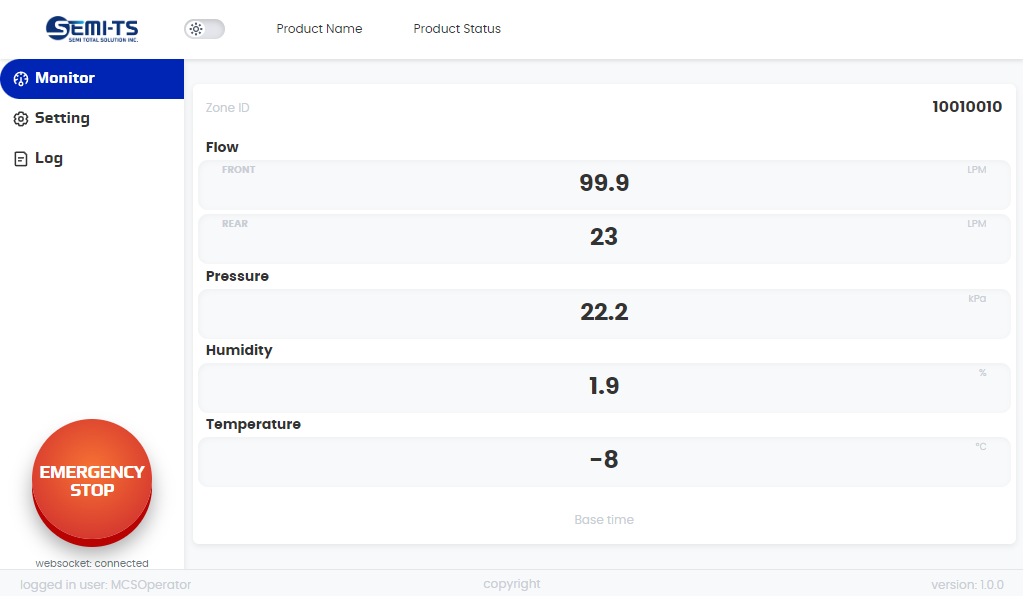 SEMI-TS
SEMI TOTAL SOLUTION INC.
Product Name
Product Status
Monitor
Setting
Log
Zone ID
10010010
Flow
FRONT
99.9
LPM
REAR
23
LPM
Pressure
22.2
kPa
Humidity
1.9
%
Temperature
-8
°C
Base time
EMERGENCY
STOP
websocket: connected
logged in user: MCSOperator
copyright
version: 1.0.0